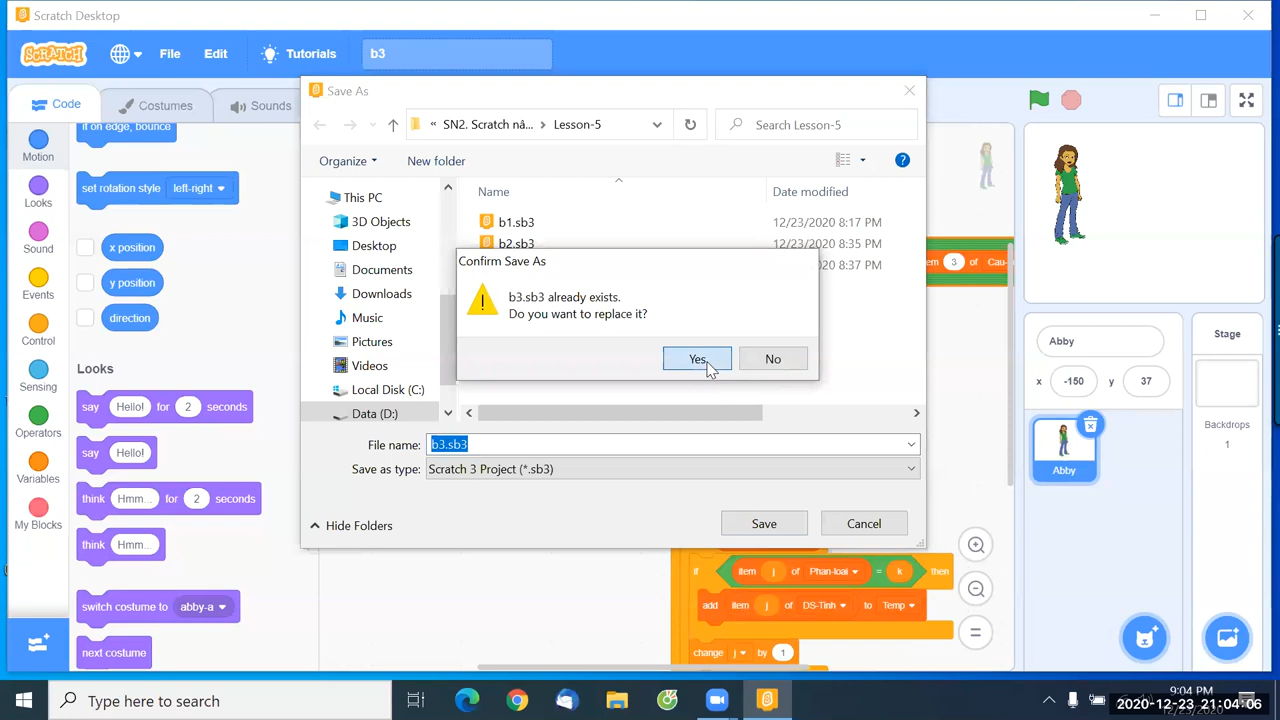 Scratch Desktop
SCRATCH
File
Edit
Tutorials
b3
Code
Costumes
Sounds
Motion
Looks
Sound
Events
Control
Sensing
Operators
Variables
My Blocks
if on edge, bounce
set rotation style left-right
x position
y position
direction
Looks
say Hello! for 2 seconds
say Hello!
think Hmm... for 2 seconds
think Hmm...
switch costume to abby-a
next costume
Save As
« SN2. Scratch nâ... > Lesson-5
Search Lesson-5
Organize
New folder
This PC
3D Objects
Desktop
Documents
Downloads
Music
Pictures
Videos
Local Disk (C:)
Data (D:)
Name
Date modified
b1.sb3
12/23/2020 8:17 PM
b2.sb3
12/23/2020 8:35 PM
8:37 PM
Confirm Save As
b3.sb3 already exists.
Do you want to replace it?
Yes
No
File name: b3.sb3
Save as type: Scratch 3 Project (*.sb3)
Hide Folders
Save
Cancel
3 of Cau-
if item j of Phan-loai = k then
add item j of DS-Tinh to Temp
change j by 1
Abby
x -150 y 37
Abby
Stage
Backdrops
1
Type here to search
9:04 PM
2020-12-23 21:04:06